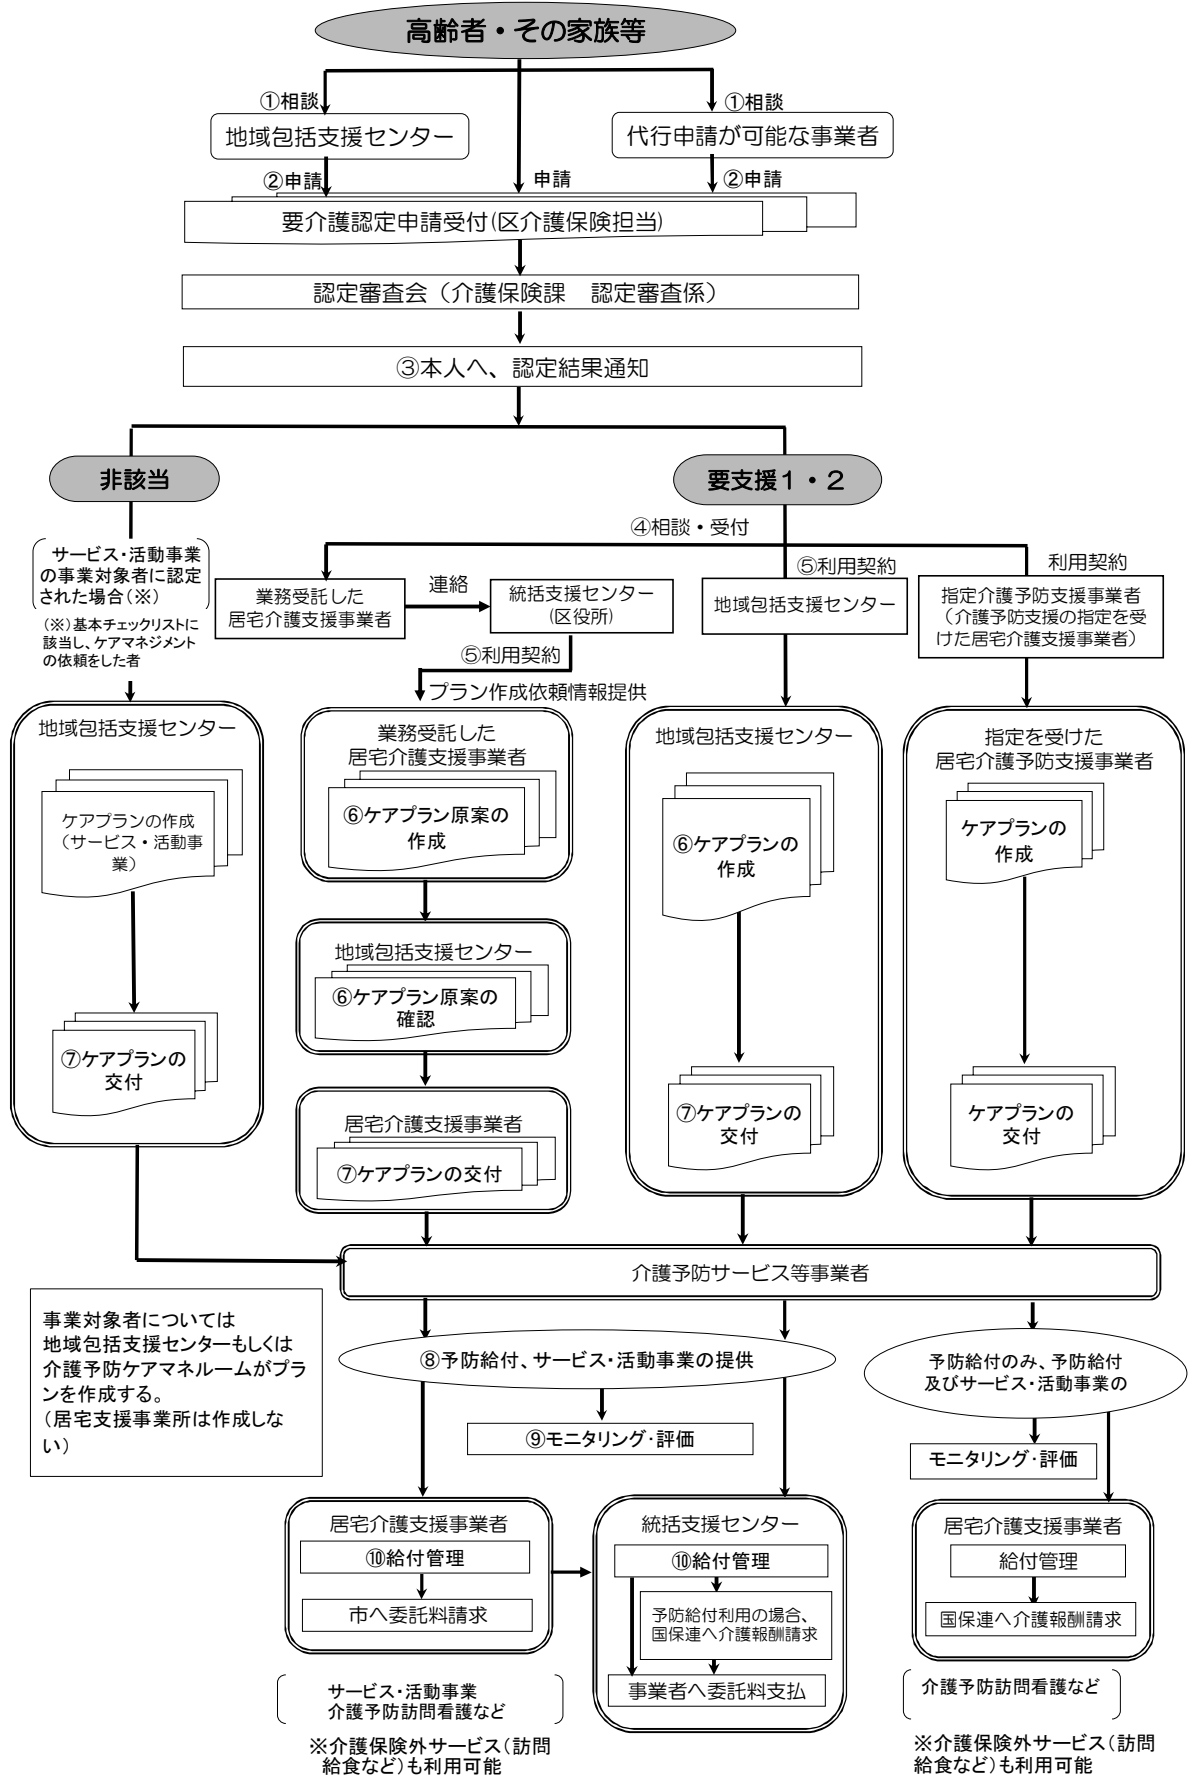 高齢者・その家族等
①相談
①相談
地域包括支援センター
代行申請が可能な事業者
②申請
申請
②申請
要介護認定申請受付(区介護保険担当)
認定審査会（介護保険課　認定審査係）
③本人へ、認定結果通知
非該当
要支援１・２
④相談・受付
サービス・活動事業
の事業対象者に認定
された場合（※）
（※）基本チェックリストに
該当し、ケアマネジメント
の依頼をした者
業務受託した
居宅介護支援事業者
連絡
統括支援センター
(区役所)
⑤利用契約
地域包括支援センター
利用契約
指定介護予防支援事業者
（介護予防支援の指定を受
けた居宅介護支援事業者）
⑤利用契約
プラン作成依頼情報提供
地域包括支援センター
ケアプランの作成
（サービス・活動事
業）
⑦ケアプランの
交付
業務受託した
居宅介護支援事業者
⑥ケアプラン原案の
作成
地域包括支援センター
⑥ケアプラン原案の
確認
居宅介護支援事業者
⑦ケアプランの交付
地域包括支援センター
⑥ケアプランの
作成
⑦ケアプランの
交付
指定を受けた
居宅介護予防支援事業者
ケアプランの
作成
ケアプランの
交付
介護予防サービス等事業者
事業対象者については
地域包括支援センターもしくは
介護予防ケアマネルームがプラ
ンを作成する。
（居宅支援事業所は作成しな
い）
⑧予防給付、サービス・活動事業の提供
予防給付のみ、予防給付
及びサービス・活動事業の
⑨モニタリング・評価
モニタリング・評価
居宅介護支援事業者
⑩給付管理
市へ委託料請求
統括支援センター
⑩給付管理
予防給付利用の場合、
国保連へ介護報酬請求
事業者へ委託料支払
居宅介護支援事業者
給付管理
国保連へ介護報酬請求
サービス・活動事業
介護予防訪問看護など
※介護保険外サービス（訪問
給食など）も利用可能
介護予防訪問看護など
※介護保険外サービス（訪問
給食など）も利用可能